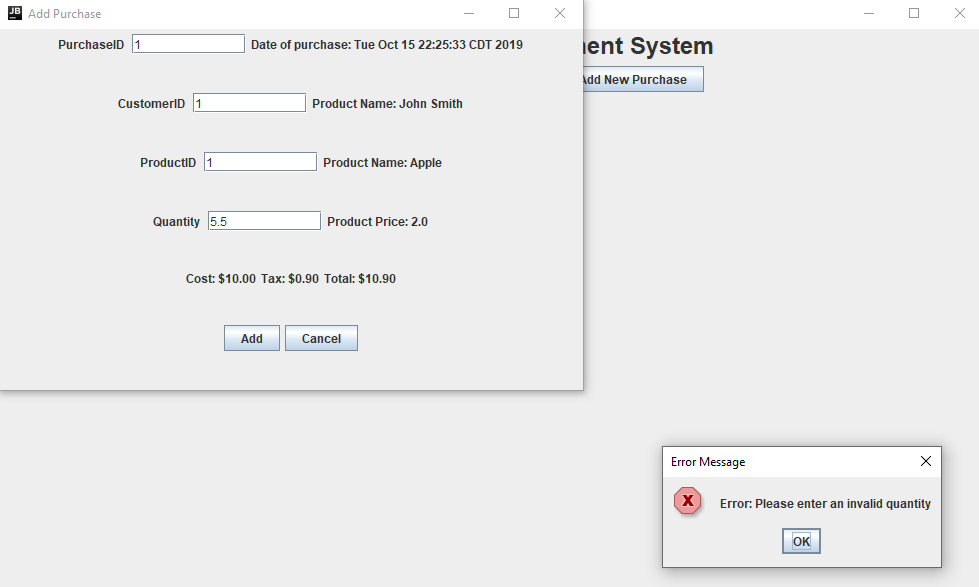 JB Add Purchase
PurchaseID 1 Date of purchase: Tue Oct 15 22:25:33 CDT 2019
ent System
Add New Purchase
CustomerID 1 Product Name: John Smith
ProductID 1 Product Name: Apple
Quantity 5.5 Product Price: 2.0
Cost: $10.00 Tax: $0.90 Total: $10.90
Add Cancel
Error Message
X Error: Please enter an invalid quantity
OK